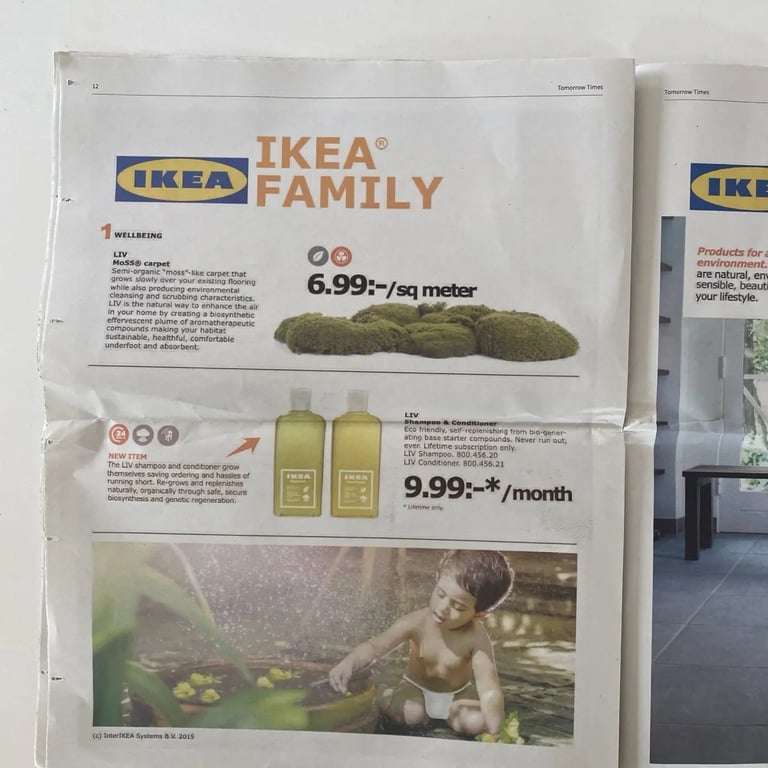 12
Tomorrow Times
IKEA
IKEA®
FAMILY
1 WELLBEING
LIV
MoSS® carpet
Semi-organic "moss"-like carpet that
grows slowly over your existing flooring
while also producing environmental
cleansing and scrubbing characteristics.
LIV is the natural way to enhance the air
in your home by creating a biosynthetic
effervescent plume of aromatherapeutic
compounds making your habitat
sustainable, healthful, comfortable
underfoot and absorbent.
6.99:-/sq meter
24
NEW ITEM
The LIV shampoo and conditioner grow
themselves saving ordering and hassles of
running short. Re-grows and replenishes
naturally, organically through safe, secure
biosynthesis and genetic regeneration.
IKEA
IKEA
LIV
Shampoo & Conditioner
Eco friendly, self-replenishing from bio-gener-
ating base starter compounds. Never run out,
ever. Lifetime subscription only.
LIV Shampoo. 800.456.20
LIV Conditioner. 800.456.21
9.99:-*/month
* Lifetime only.
(c) InterIKEA Systems B.V. 2015
Tomorrow Times
IKE
Products for a
environment.
are natural, env
sensible, beauti
your lifestyle.